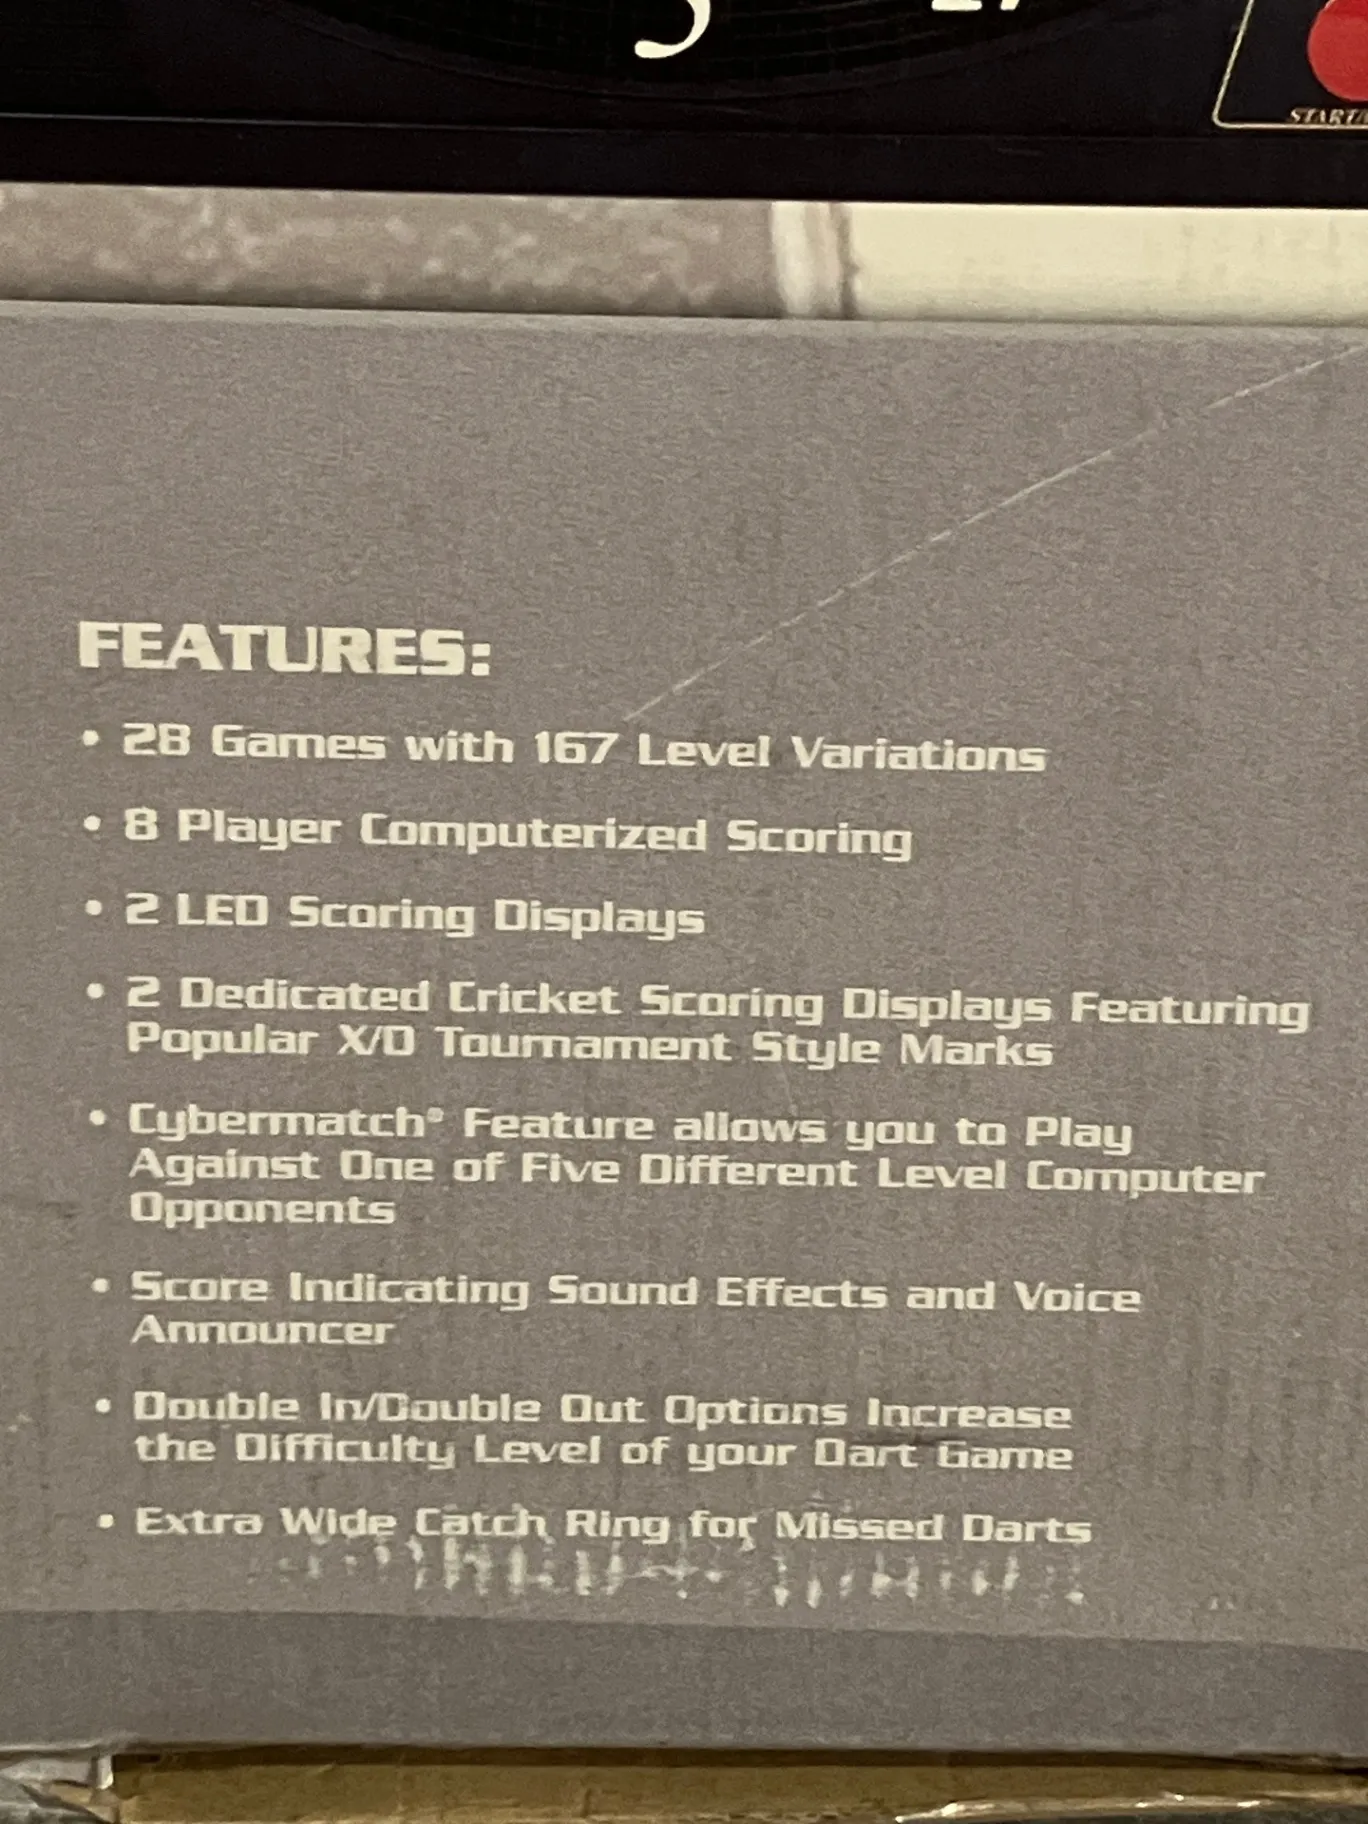 3 17
START/
FEATURES:
• 28 Games with 167 Level Variations
• 8 Player Computerized Scoring
• 2 LED Scoring Displays
• 2 Dedicated Cricket Scoring Displays Featuring
Popular X/O Tournament Style Marks
• Cybermatch® Feature allows you to Play
Against One of Five Different Level Computer
Opponents
• Score Indicating Sound Effects and Voice
Announcer
• Double In/Double Out Options Increase
the Difficulty Level of your Dart Game
• Extra Wide Catch Ring for Missed Darts